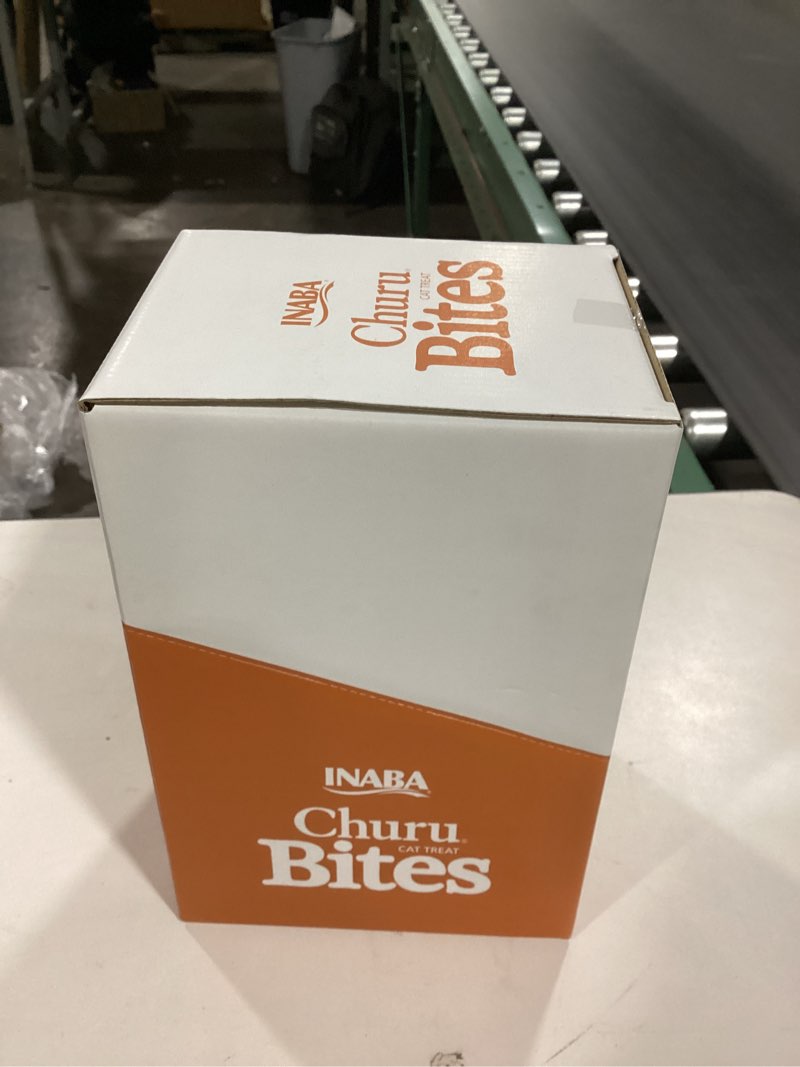 INABA
Churu
CAT TREAT
Bites
INABA
Churu®
CAT TREAT
Bites